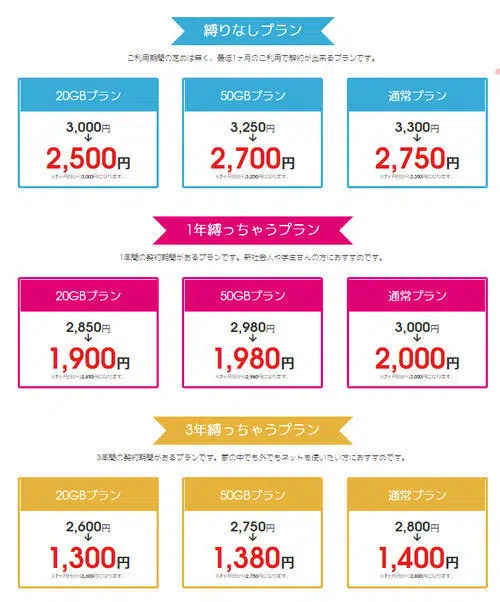 縛りなしプラン
ご利用期間の定めは無く、最低1ヶ月のご利用で解約が出来るプランです。
20GBプラン
3,000円
2,500円
※7ヶ月目から3,000円になります。
50GBプラン
3,250円
2,700円
※7ヶ月目から3,250円になります。
通常プラン
3,300円
2,750円
※7ヶ月目から3,300円になります。
1年縛っちゃうプラン
1年間の契約期間があるプランです。新社会人や学生さんの方におすすめです。
20GBプラン
2,850円
1,900円
※7ヶ月目から2,850円になります。
50GBプラン
2,980円
1,980円
※7ヶ月目から2,980円になります。
通常プラン
3,000円
2,000円
※7ヶ月目から3,000円になります。
3年縛っちゃうプラン
3年間の契約期間があるプランです。家の中でも外でもネットを使いたい方におすすめです。
20GBプラン
2,600円
1,300円
※7ヶ月目から2,600円になります。
50GBプラン
2,750円
1,380円
※7ヶ月目から2,750円になります。
通常プラン
2,800円
1,400円
※7ヶ月目から2,800円になります。